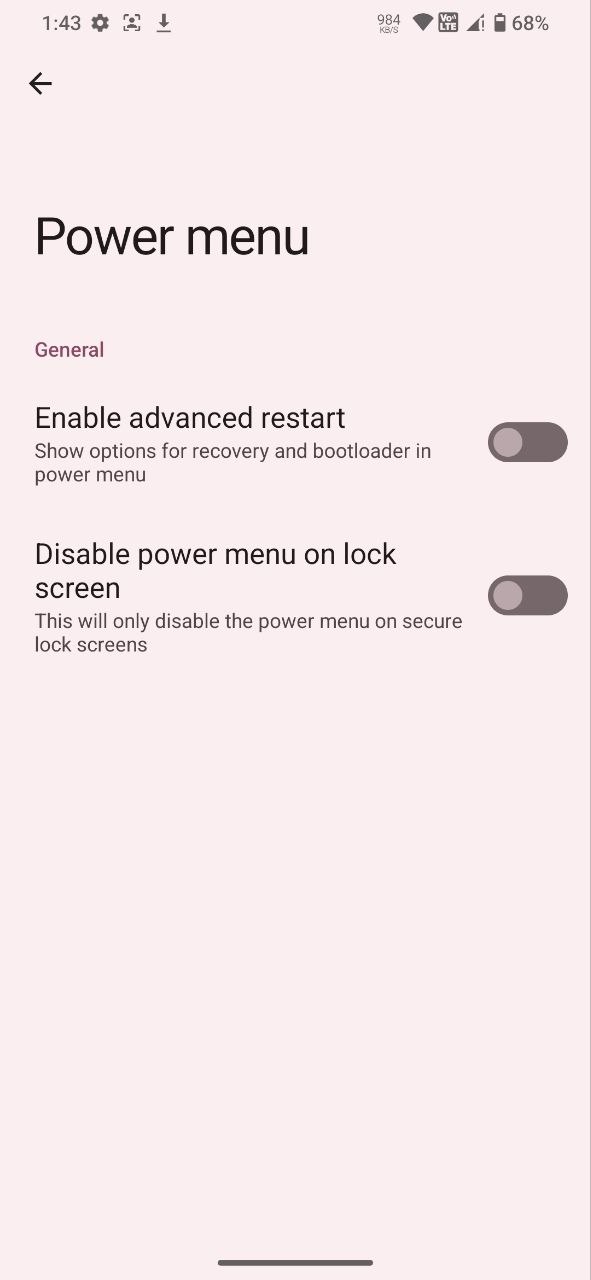 1:43
984
KB/S
Vo
LTE
68%
Power menu
General
Enable advanced restart
Show options for recovery and bootloader in
power menu
Disable power menu on lock
screen
This will only disable the power menu on secure
lock screens